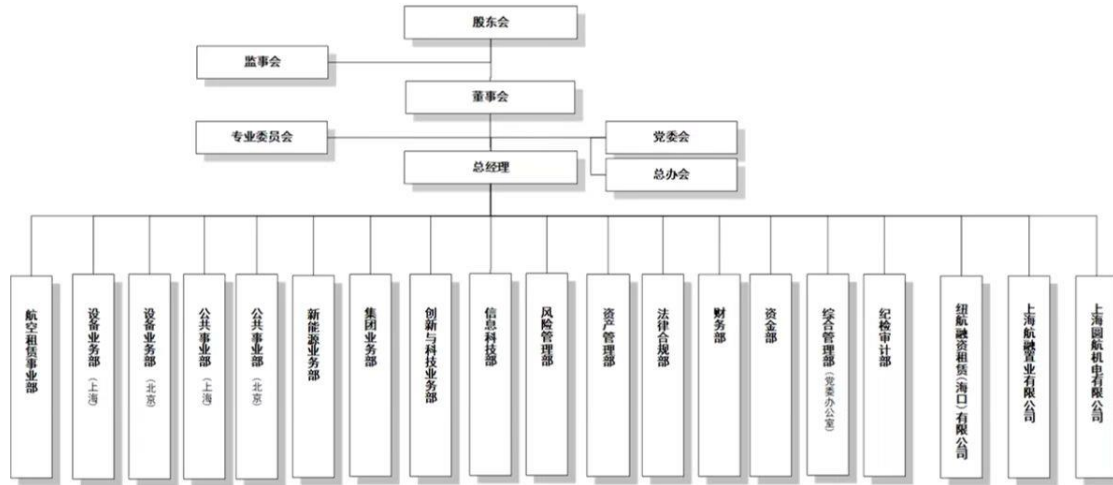 股东会
监事会
董事会
专业委员会
党委会
总经理
总办会
航空租赁事业部
设备业务部（上海）
设备业务部（北京）
公共事业部（上海）
公共事业部（北京）
新能源业务部
集团业务部
创新与科技业务部
信息科技部
风险管理部
资产管理部
法律合规部
财务部
资金部
综合管理部（党委办公室）
纪检审计部
纽航融资租赁（海口）有限公司
上海航融置业有限公司
上海圆航机电有限公司